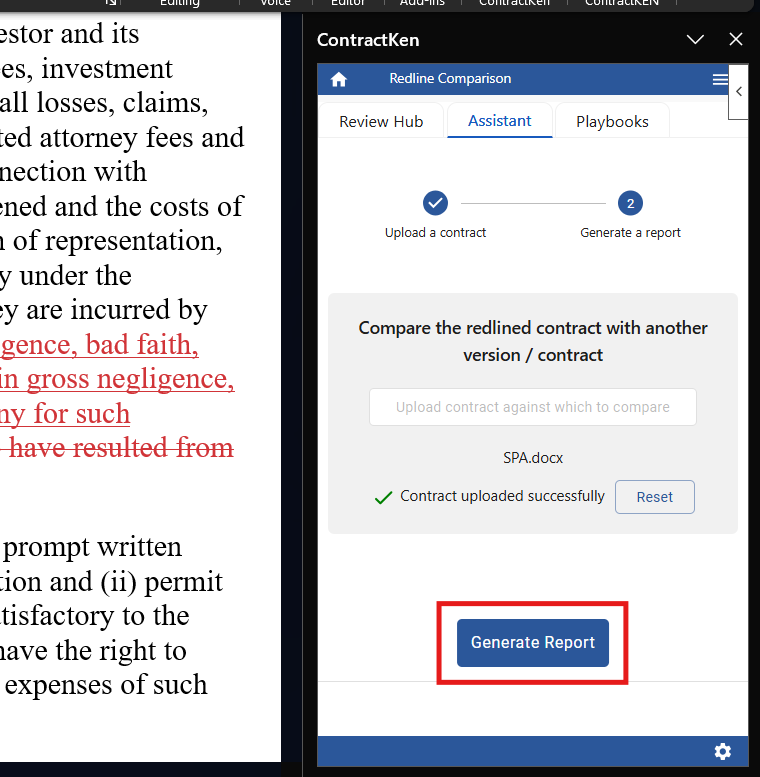 Editing
Voice
Editor
Add-ins
ContractKen
ContractKEN
estor and its
es, investment
all losses, claims,
ted attorney fees and
nection with
ened and the costs of
n of representation,
y under the
ey are incurred by
gence, bad faith,
in gross negligence,
ny for such
have resulted from
prompt written
tion and (ii) permit
tisfactory to the
have the right to
expenses of such
ContractKen
Redline Comparison
Review Hub
Assistant
Playbooks
2
Upload a contract
Generate a report
Compare the redlined contract with another
version / contract
Upload contract against which to compare
SPA.docx
Contract uploaded successfully
Reset
Generate Report